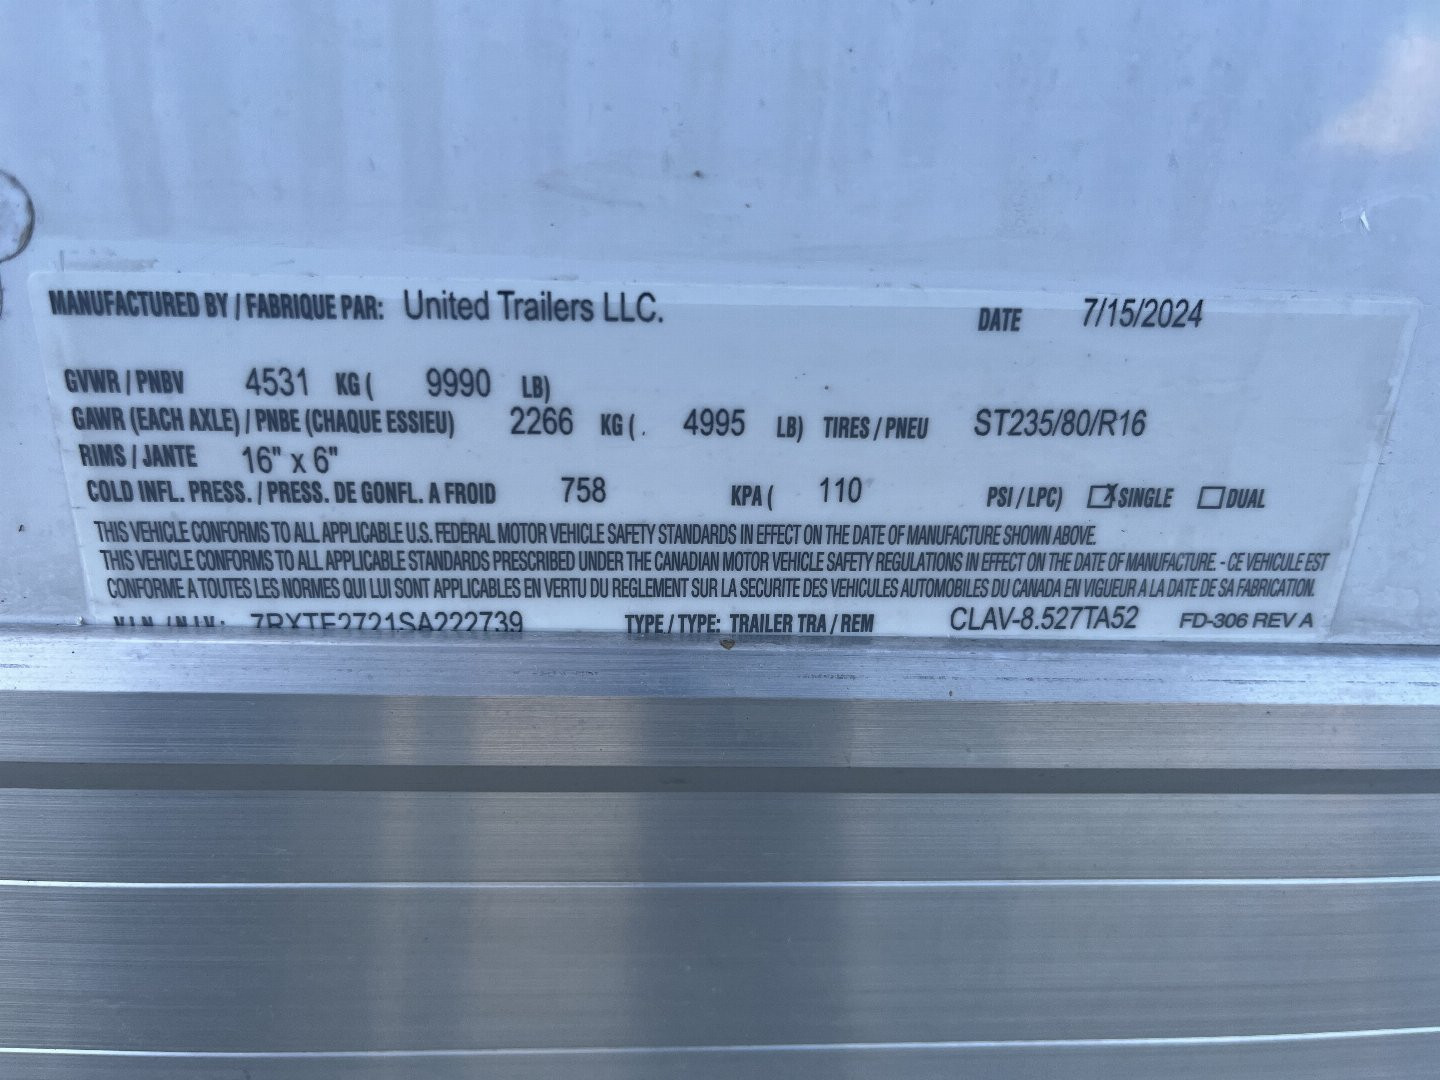 MANUFACTURED BY / FABRIQUE PAR: United Trailers LLC. DATE 7/15/2024
GVWR / PNBV 4531 KG ( 9990 LB)
GAWR (EACH AXLE) / PNBE (CHAQUE ESSIEU) 2266 KG ( . 4995 LB) TIRES / PNEU ST235/80/R16
RIMS / JANTE 16" x 6"
COLD INFL. PRESS. / PRESS. DE GONFL. A FROID 758 KPA ( 110 PSI / LPC) ☒ SINGLE ☐ DUAL
THIS VEHICLE CONFORMS TO ALL APPLICABLE U.S. FEDERAL MOTOR VEHICLE SAFETY STANDARDS IN EFFECT ON THE DATE OF MANUFACTURE SHOWN ABOVE.
THIS VEHICLE CONFORMS TO ALL APPLICABLE STANDARDS PRESCRIBED UNDER THE CANADIAN MOTOR VEHICLE SAFETY REGULATIONS IN EFFECT ON THE DATE OF MANUFACTURE. - CE VEHICULE EST
CONFORME A TOUTES LES NORMES QUI LUI SONT APPLICABLES EN VERTU DU REGLEMENT SUR LA SECURITE DES VEHICULES AUTOMOBILES DU CANADA EN VIGUEUR A LA DATE DE SA FABRICATION.
V.I.N. / N.I.V.: 7RXTE2721SA222739 TYPE / TYPE: TRAILER TRA / REM CLAV-8.527TA52 FD-306 REV A